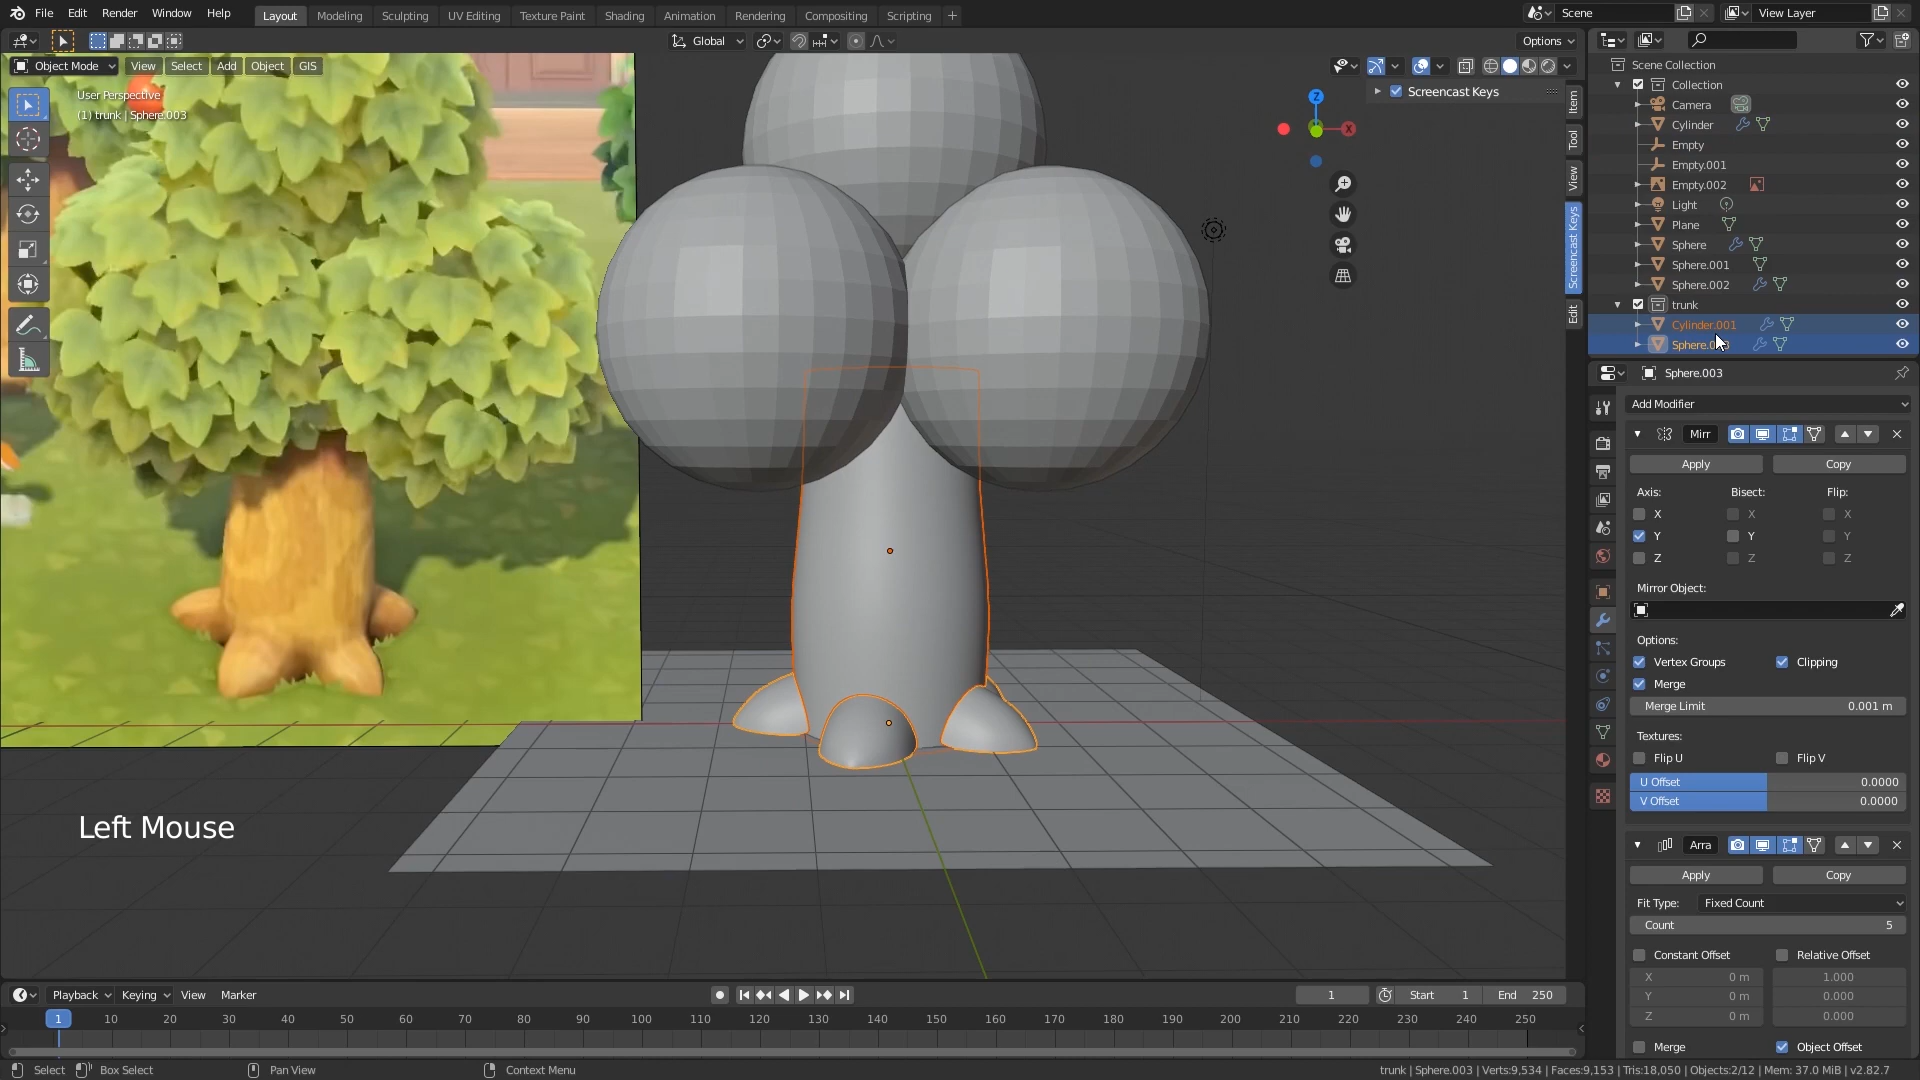 File Edit Render Window Help Layout Modeling Sculpting UV Editing Texture Paint Shading Animation Rendering Compositing Scripting + Scene View Layer
Global Options
Object Mode View Select Add Object GIS
User Perspective
(1) trunk | Sphere.003
Z
X
Screencast Keys
Item
Tool
View
Screencast Keys
Edit
Scene Collection
Collection
Camera
Cylinder
Empty
Empty.001
Empty.002
Light
Plane
Sphere
Sphere.001
Sphere.002
trunk
Cylinder.001
Sphere.003
Add Modifier
Mirr
Apply Copy
Axis: Bisect: Flip:
X X X
Y Y Y
Z Z Z
Mirror Object:
Options:
Vertex Groups Clipping
Merge
Merge Limit 0.001 m
Textures:
Flip U Flip V
U Offset 0.0000
V Offset 0.0000
Arra
Apply Copy
Fit Type: Fixed Count
Count 5
Constant Offset Relative Offset
X 0 m 1.000
Y 0 m 0.000
Z 0 m 0.000
Merge Object Offset
Left Mouse
Playback Keying View Marker 1 Start 1 End 250
1 10 20 30 40 50 60 70 80 90 100 110 120 130 140 150 160 170 180 190 200 210 220 230 240 250
Select Box Select Pan View Context Menu trunk | Sphere.003 | Verts:9,534 | Faces:9,153 | Tris:18,050 | Objects:2/12 | Mem: 37.0 MiB | v2.82.7